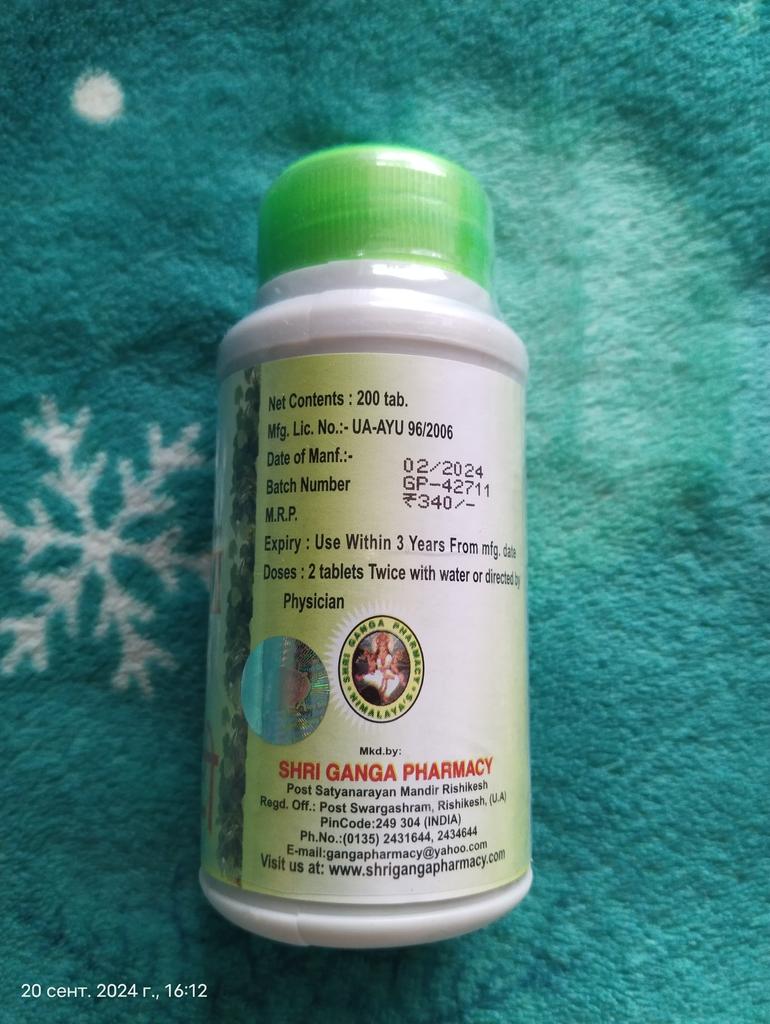 Net Contents : 200 tab.
Mfg. Lic. No.:- UA-AYU 96/2006
Date of Manf.:- 02/2024
Batch Number GP-42711
M.R.P. ₹340/-
Expiry : Use Within 3 Years From mfg. date
Doses : 2 tablets Twice with water or directed by
Physician
SHRI GANGA PHARMACY
HIMALAYA'S
Mkd.by:
SHRI GANGA PHARMACY
Post Satyanarayan Mandir Rishikesh
Regd. Off.: Post Swargashram, Rishikesh, (U.A)
PinCode:249 304 (INDIA)
Ph.No.:(0135) 2431644, 2434644
E-mail:gangapharmacy@yahoo.com
Visit us at: www.shrigangapharmacy.com
20 сент. 2024 г., 16:12